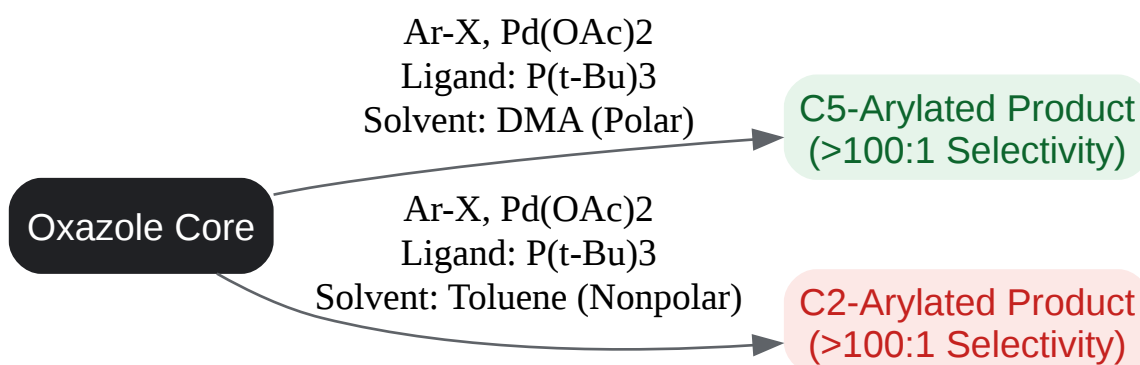 Ar-X, Pd(OAc)2
Ligand: P(t-Bu)3
Solvent: DMA (Polar)
C5-Arylated Product
(>100:1 Selectivity)
Oxazole Core
Ar-X, Pd(OAc)2
Ligand: P(t-Bu)3
Solvent: Toluene (Nonpolar)
C2-Arylated Product
(>100:1 Selectivity)